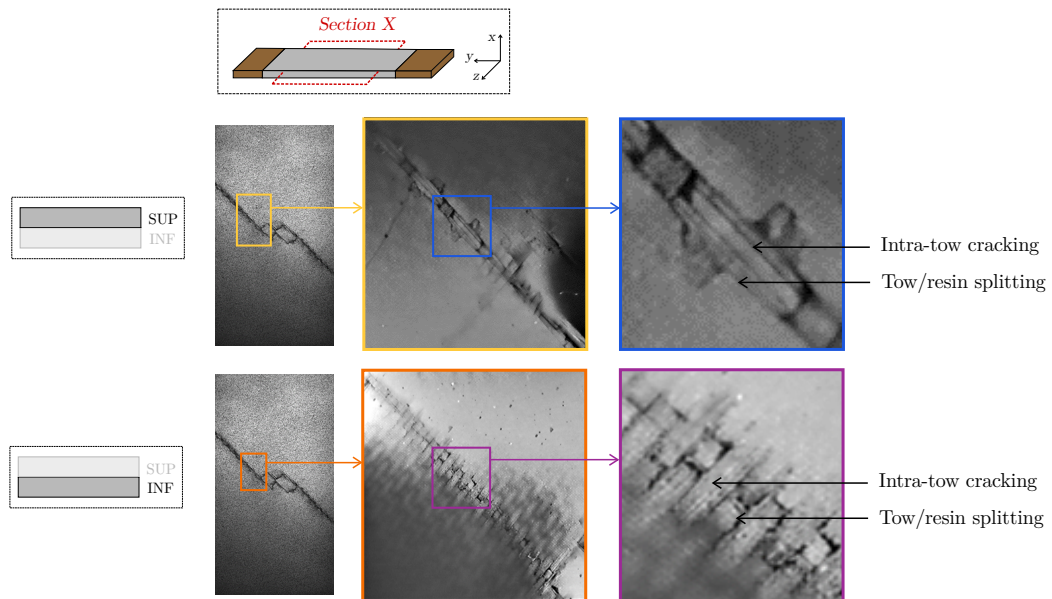 Section X
x
y
z
SUP
INF
Intra-tow cracking
Tow/resin splitting
SUP
INF
Intra-tow cracking
Tow/resin splitting